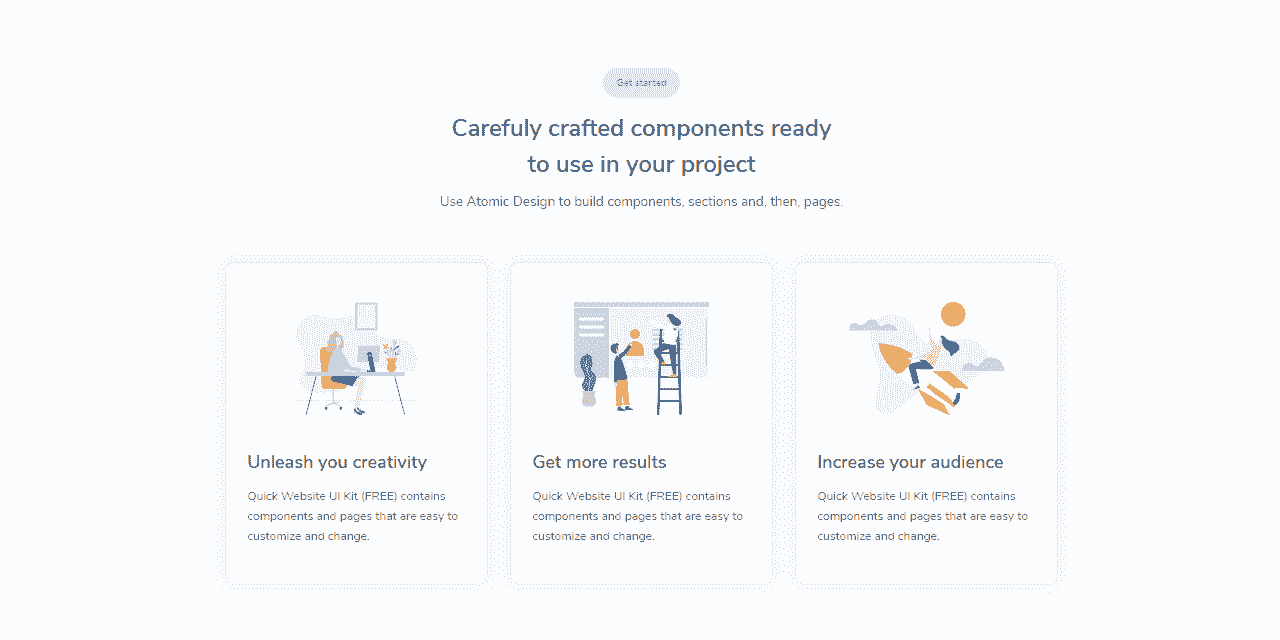 Get started
Carefuly crafted components ready
to use in your project
Use Atomic Design to build components, sections and, then, pages.
Unleash you creativity
Quick Website UI Kit (FREE) contains
components and pages that are easy to
customize and change.
Get more results
Quick Website UI Kit (FREE) contains
components and pages that are easy to
customize and change.
Increase your audience
Quick Website UI Kit (FREE) contains
components and pages that are easy to
customize and change.